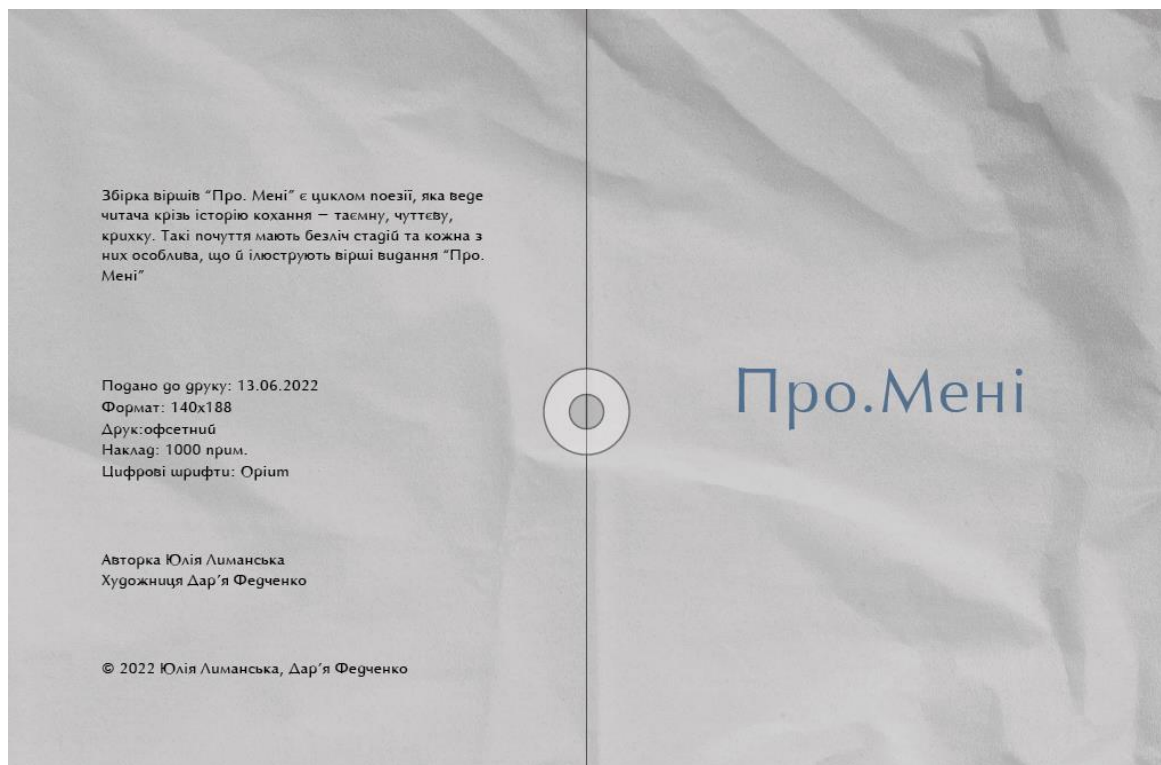 Збірка віршів “Про. Мені” є циклом поезії, яка веде
читача крізь історію кохання – таємну, чуттєву,
крихку. Такі почуття мають безліч стадій та кожна з
них особлива, що й ілюструють вірші видання “Про.
Мені”
Подано до друку: 13.06.2022
Формат: 140х188
Друк:офсетний
Наклад: 1000 прим.
Цифрові шрифти: Opium
Авторка Юлія Лиманська
Художниця Дар’я Федченко
© 2022 Юлія Лиманська, Дар’я Федченко
Про.Мені